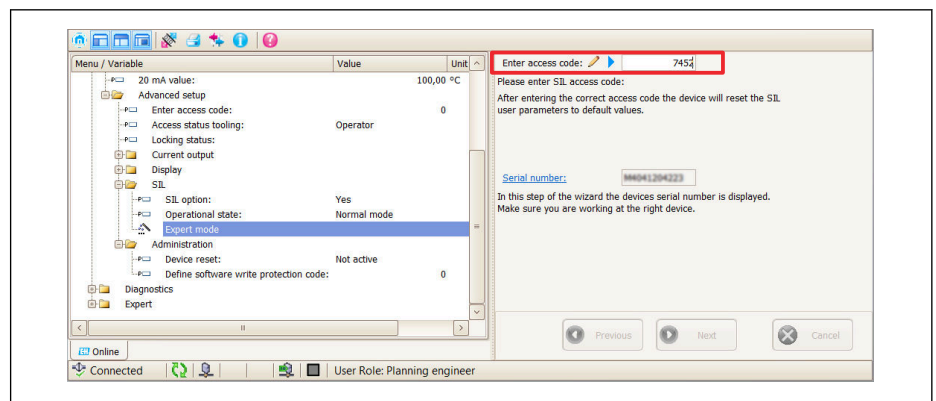 Menu / Variable Value Unit
20 mA value: 100,00 °C
Advanced setup
Enter access code: 0
Access status tooling: Operator
Locking status:
Current output
Display
SIL
SIL option: Yes
Operational state: Normal mode
Expert mode
Administration
Device reset: Not active
Define software write protection code: 0
Diagnostics
Expert
Online
Enter access code: 7452
Please enter SIL access code:
After entering the correct access code the device will reset the SIL
user parameters to default values.
Serial number:
In this step of the wizard the devices serial number is displayed.
Make sure you are working at the right device.
Previous Next Cancel
Connected User Role: Planning engineer